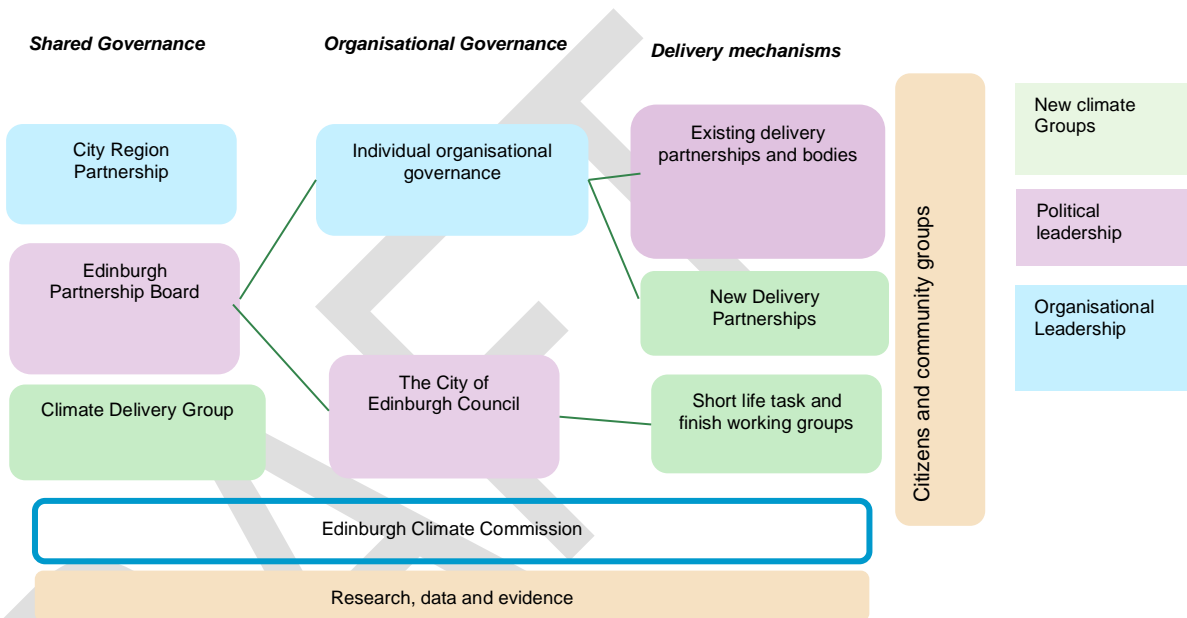 Shared Governance
Organisational Governance
Delivery mechanisms
City Region
Partnership
Individual organisational
governance
Existing delivery
partnerships and bodies
Edinburgh
Partnership Board
New Delivery
Partnerships
Climate Delivery Group
The City of
Edinburgh Council
Short life task and
finish working groups
Edinburgh Climate Commission
Research, data and evidence
Citizens and community groups
New climate
Groups
Political
leadership
Organisational
Leadership